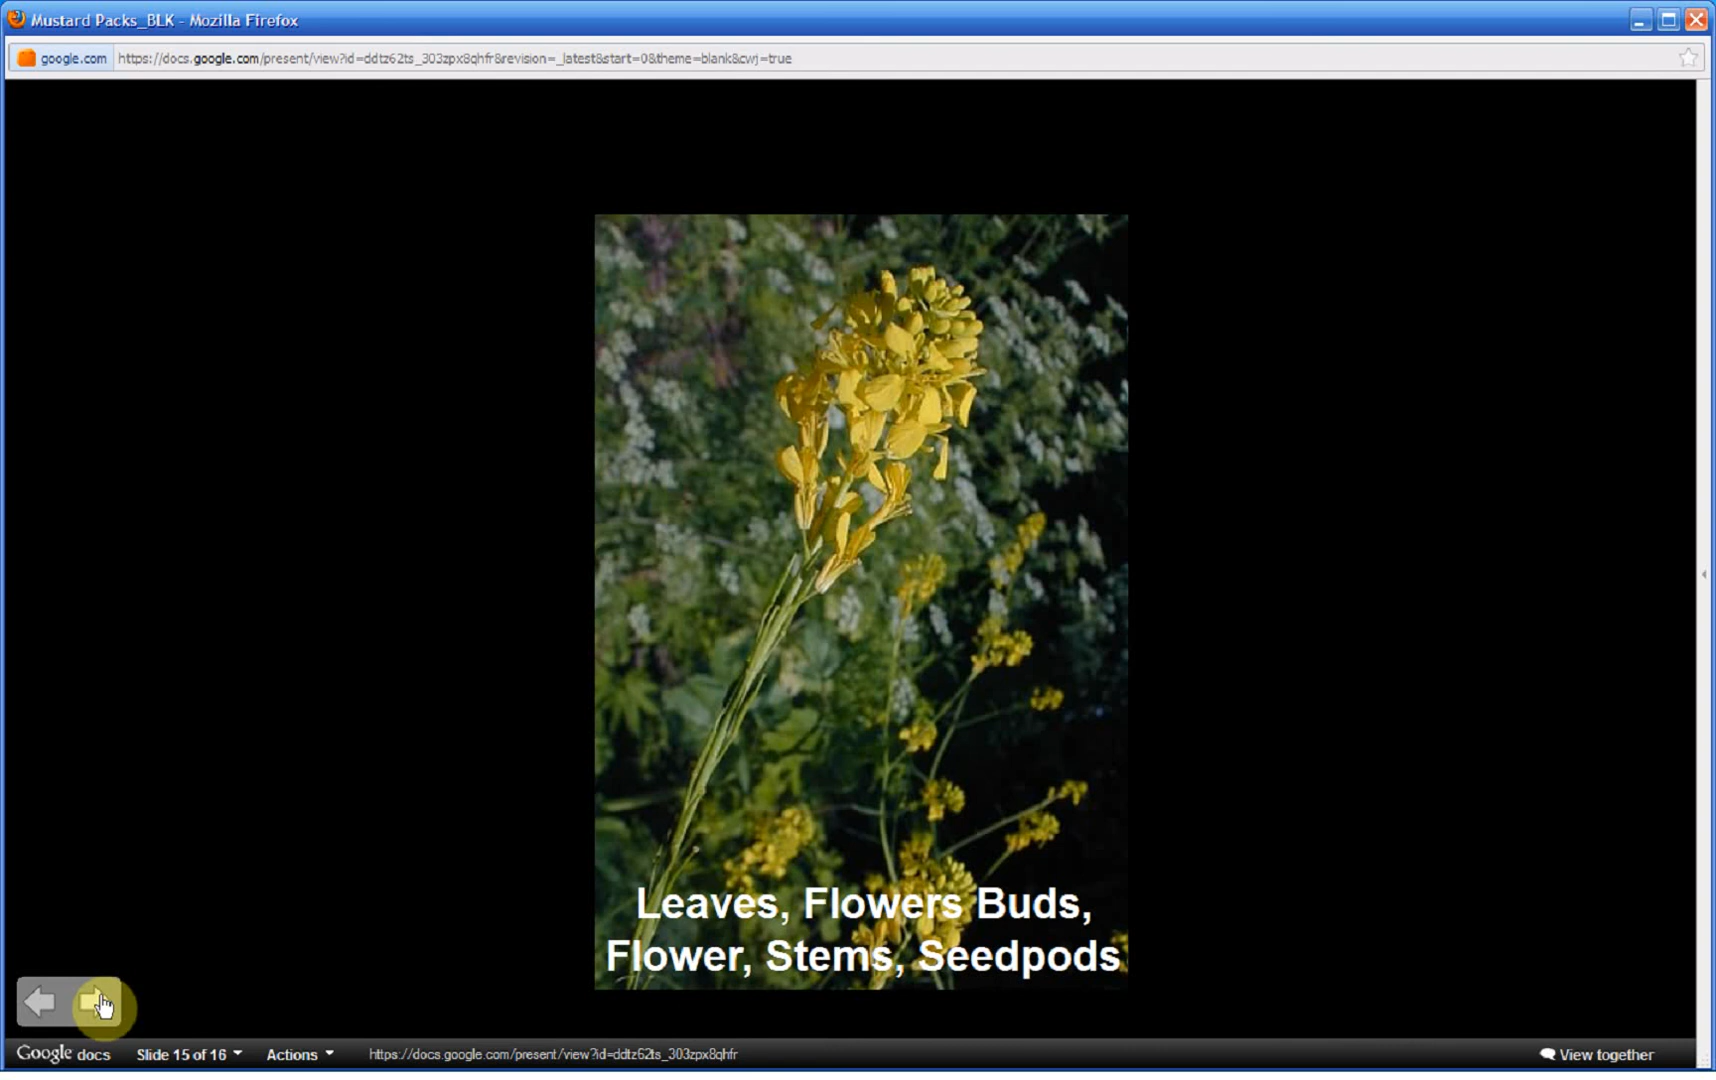 Mustard Packs_BLK - Mozilla Firefox
google.com https://docs.google.com/present/view?id=ddtz62ts_303zpx8qhfr&revision=_latest&start=0&theme=blank&cwj=true
Leaves, Flowers Buds,
Flower, Stems, Seedpods
Google docs Slide 15 of 16 Actions https://docs.google.com/present/view?id=ddtz62ts_303zpx8qhfr View together